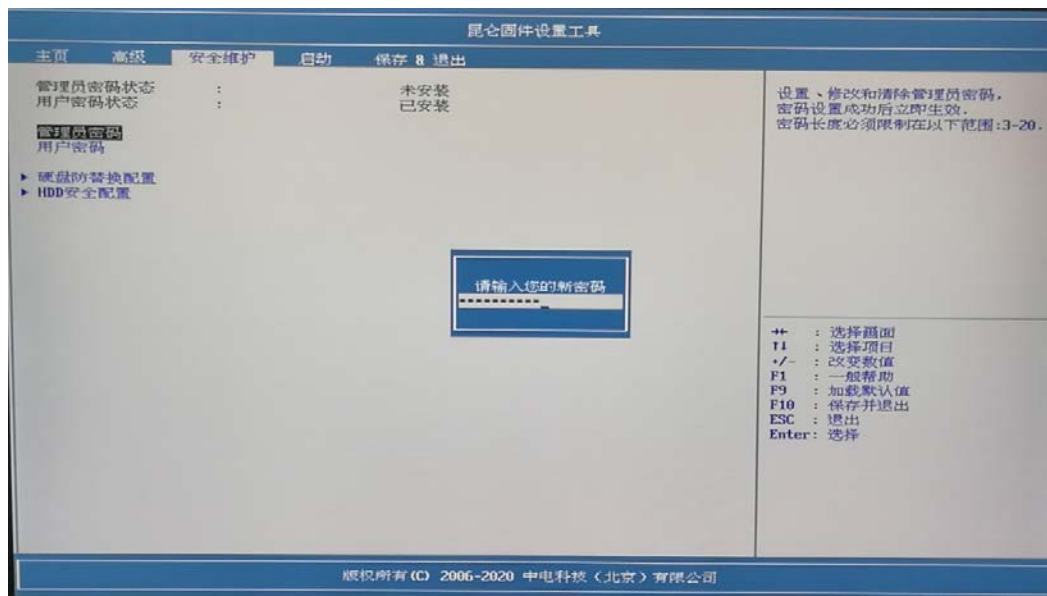 昆仑固件设置工具
主页 高级 安全维护 启动 保存 & 退出
管理员密码状态 : 未安装
用户密码状态 : 已安装
管理员密码
用户密码
► 硬盘防替换配置
► HDD安全配置
请输入您的新密码
**********_
设置、修改和清除管理员密码，
密码设置成功后立即生效．
密码长度必须限制在以下范围:3-20．
→← : 选择画面
↑↓ : 选择项目
+/- : 改变数值
F1 : 一般帮助
F9 : 加载默认值
F10 : 保存并退出
ESC : 退出
Enter: 选择
版权所有(C) 2006-2020 中电科技（北京）有限公司